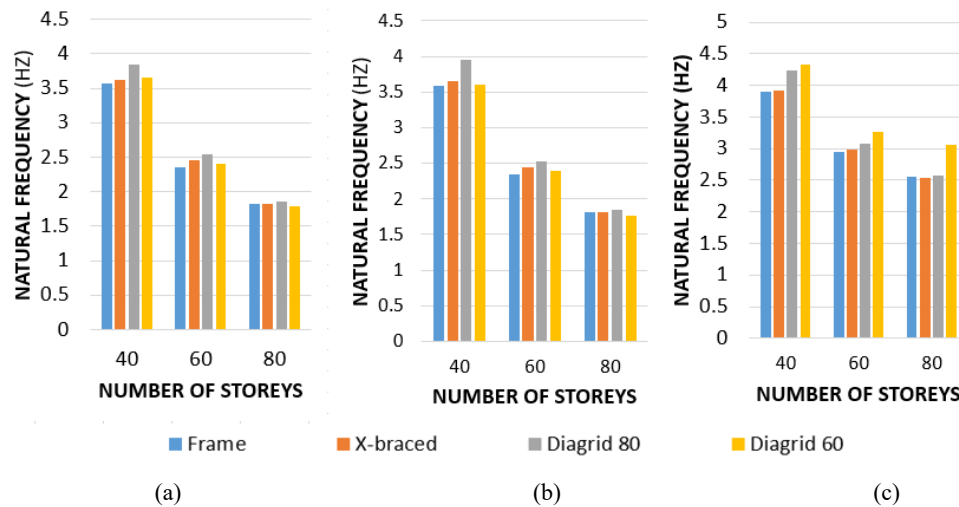 NATURAL FREQUENCY (HZ)
4.5
4
3.5
3
2.5
2
1.5
1
0.5
0
40 60 80
NUMBER OF STOREYS
NATURAL FREQUENCY (HZ)
4.5
4
3.5
3
2.5
2
1.5
1
0.5
0
40 60 80
NUMBER OF STOREYS
NATURAL FREQUENCY (HZ)
5
4.5
4
3.5
3
2.5
2
1.5
1
0.5
0
40 60 80
NUMBER OF STOREYS
Frame X-braced Diagrid 80 Diagrid 60
(a) (b) (c)